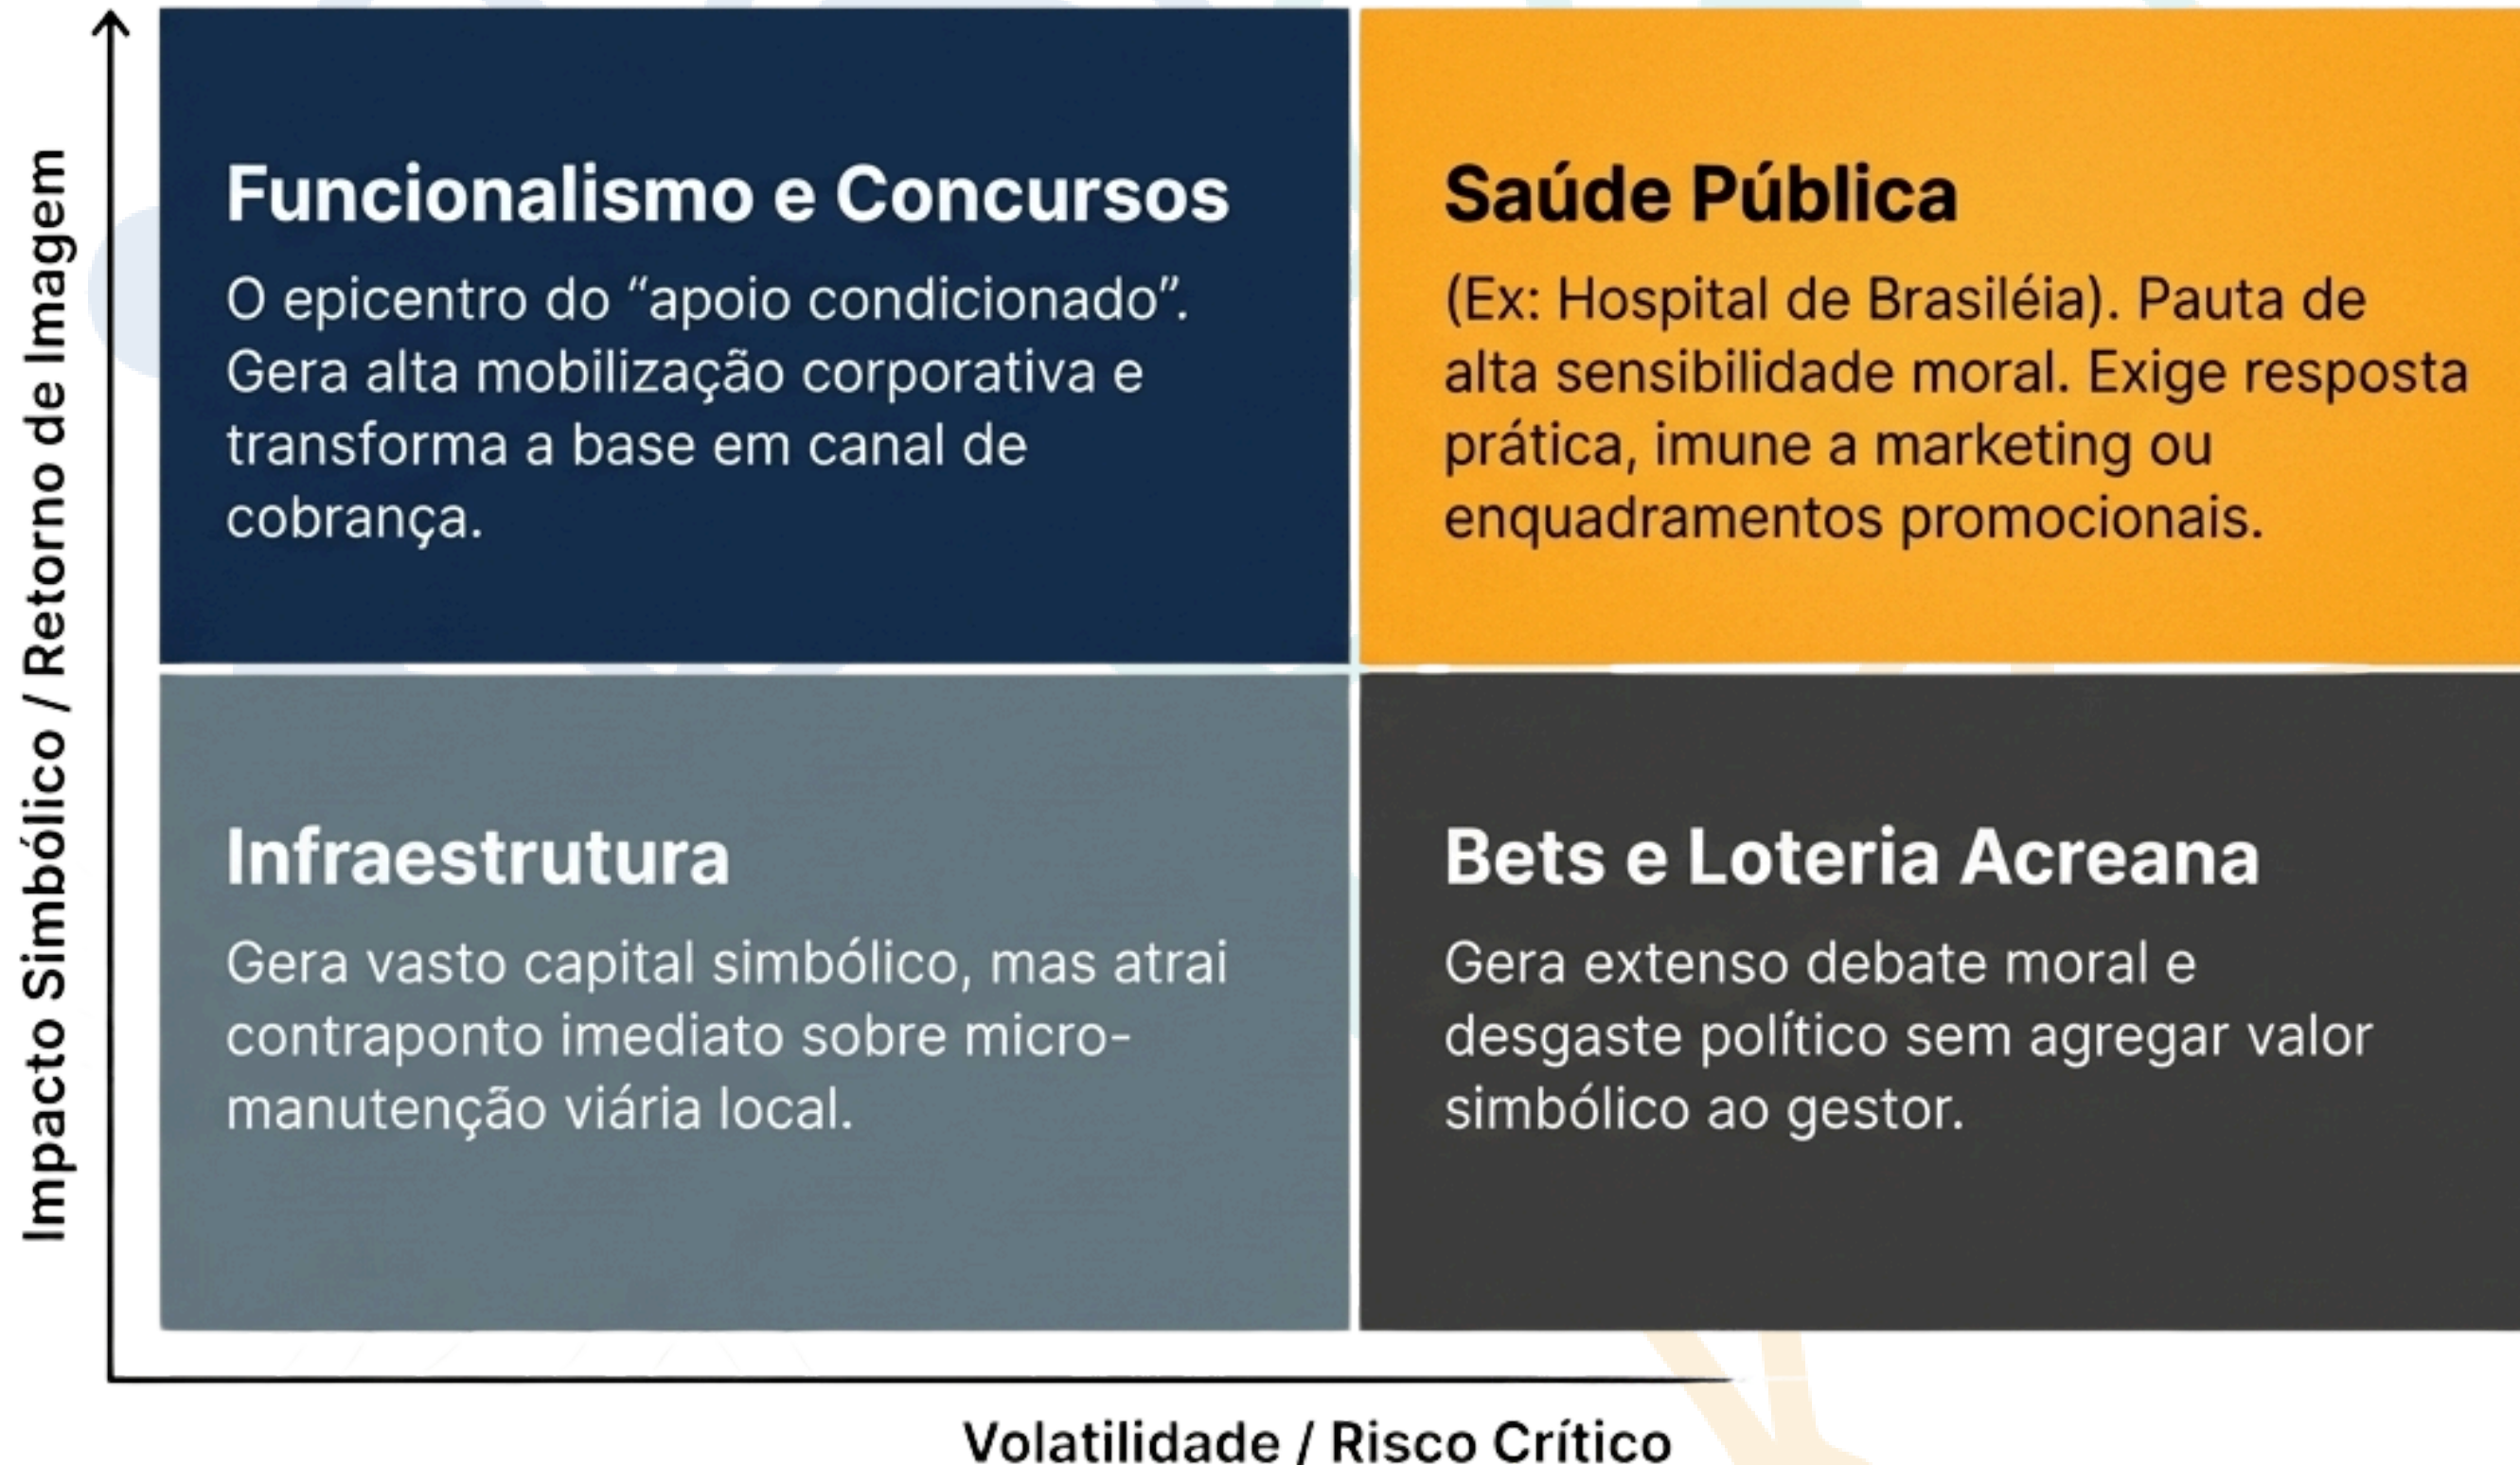 Impacto Simbólico / Retorno de Imagem
Funcionalismo e Concursos
O epicentro do “apoio condicionado”.
Gera alta mobilização corporativa e
transforma a base em canal de
cobrança.
Saúde Pública
(Ex: Hospital de Brasiléia). Pauta de
alta sensibilidade moral. Exige resposta
prática, imune a marketing ou
enquadramentos promocionais.
Infraestrutura
Gera vasto capital simbólico, mas atrai
contraponto imediato sobre micro-
manutenção viária local.
Bets e Loteria Acreana
Gera extenso debate moral e
desgaste político sem agregar valor
simbólico ao gestor.
Volatilidade / Risco Crítico